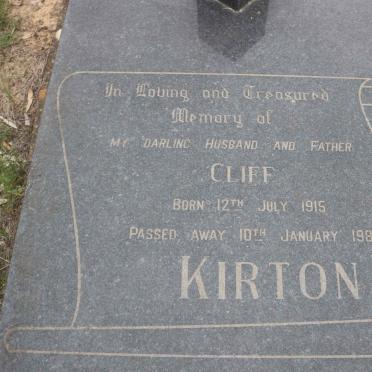 In Loving and Treasured
Memory of
MY DARLING HUSBAND AND FATHER
CLIFF
BORN 12TH JULY 1915
PASSED AWAY 10TH JANUARY 198
KIRTON